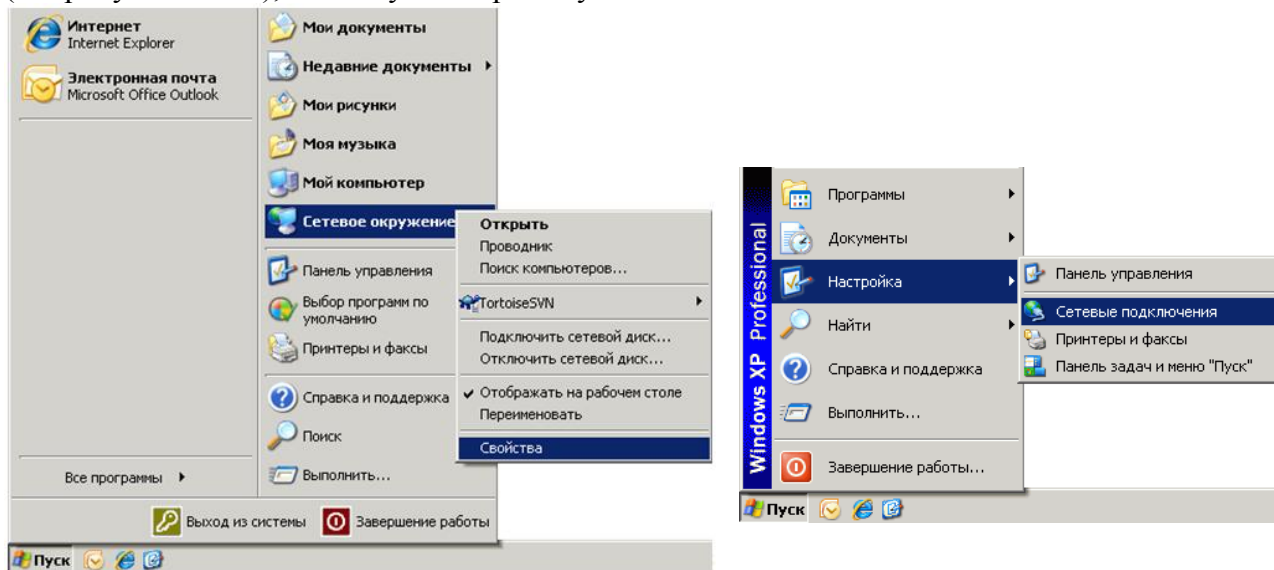 Интернет
Internet Explorer
Электронная почта
Microsoft Office Outlook
Все программы
Мои документы
Недавние документы
Мои рисунки
Моя музыка
Мой компьютер
Сетевое окружение
Панель управления
Выбор программ по
умолчанию
Принтеры и факсы
Справка и поддержка
Поиск
Выполнить...
Открыть
Проводник
Поиск компьютеров...
TortoiseSVN
Подключить сетевой диск...
Отключить сетевой диск...
Отображать на рабочем столе
Переименовать
Свойства
Выход из системы
Завершение работы
Пуск
Windows XP Professional
Программы
Документы
Настройка
Найти
Справка и поддержка
Выполнить...
Завершение работы...
Панель управления
Сетевые подключения
Принтеры и факсы
Панель задач и меню "Пуск"
Пуск